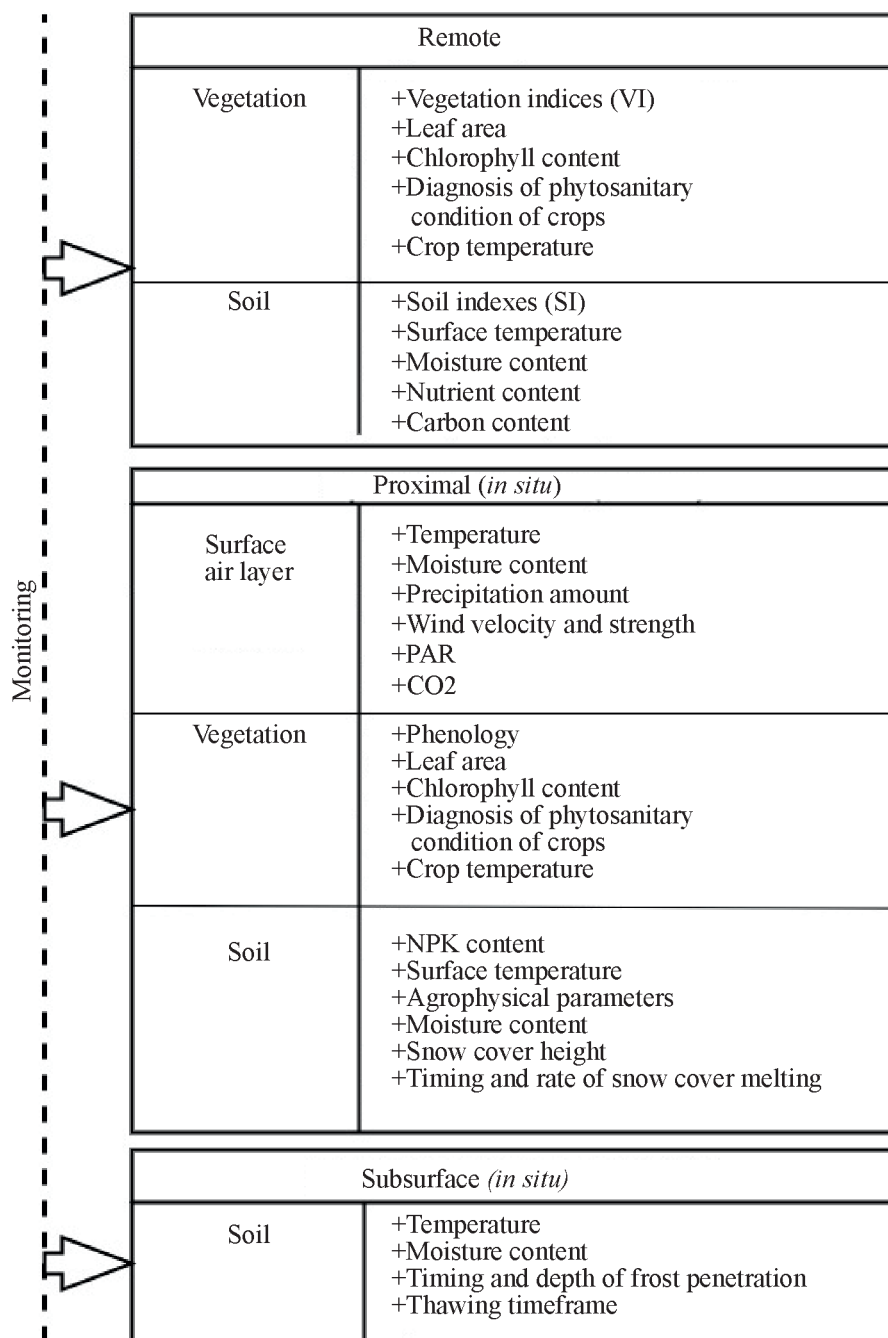 Monitoring
Remote
Vegetation
+Vegetation indices (VI)
+Leaf area
+Chlorophyll content
+Diagnosis of phytosanitary
condition of crops
+Crop temperature
Soil
+Soil indexes (SI)
+Surface temperature
+Moisture content
+Nutrient content
+Carbon content
Proximal (in situ)
Surface
air layer
+Temperature
+Moisture content
+Precipitation amount
+Wind velocity and strength
+PAR
+CO2
Vegetation
+Phenology
+Leaf area
+Chlorophyll content
+Diagnosis of phytosanitary
condition of crops
+Crop temperature
Soil
+NPK content
+Surface temperature
+Agrophysical parameters
+Moisture content
+Snow cover height
+Timing and rate of snow cover melting
Subsurface (in situ)
Soil
+Temperature
+Moisture content
+Timing and depth of frost penetration
+Thawing timeframe